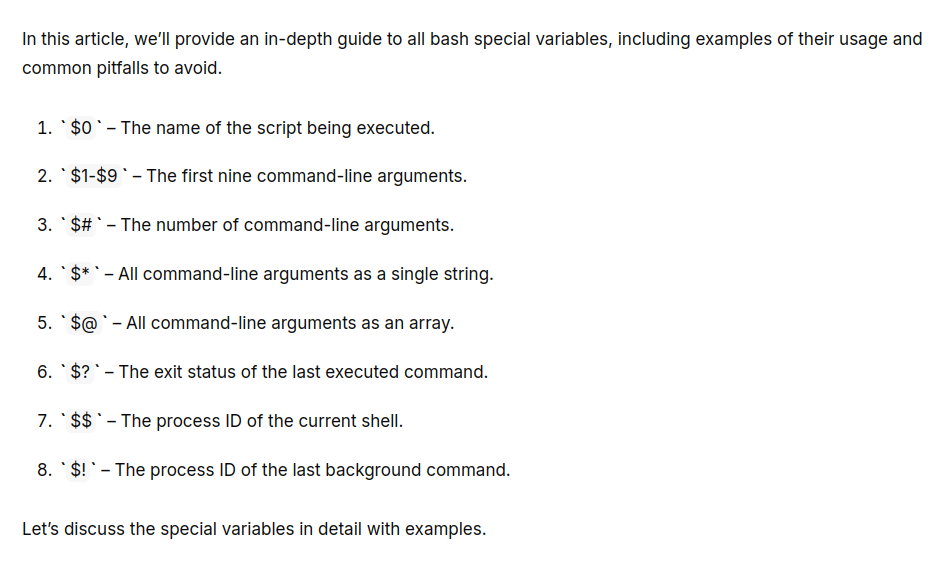 In this article, we’ll provide an in-depth guide to all bash special variables, including examples of their usage and
common pitfalls to avoid.
1. `$0` – The name of the script being executed.
2. `$1-$9` – The first nine command-line arguments.
3. `$#` – The number of command-line arguments.
4. `$*` – All command-line arguments as a single string.
5. `$@` – All command-line arguments as an array.
6. `$?` – The exit status of the last executed command.
7. `$$` – The process ID of the current shell.
8. `$!` – The process ID of the last background command.
Let’s discuss the special variables in detail with examples.